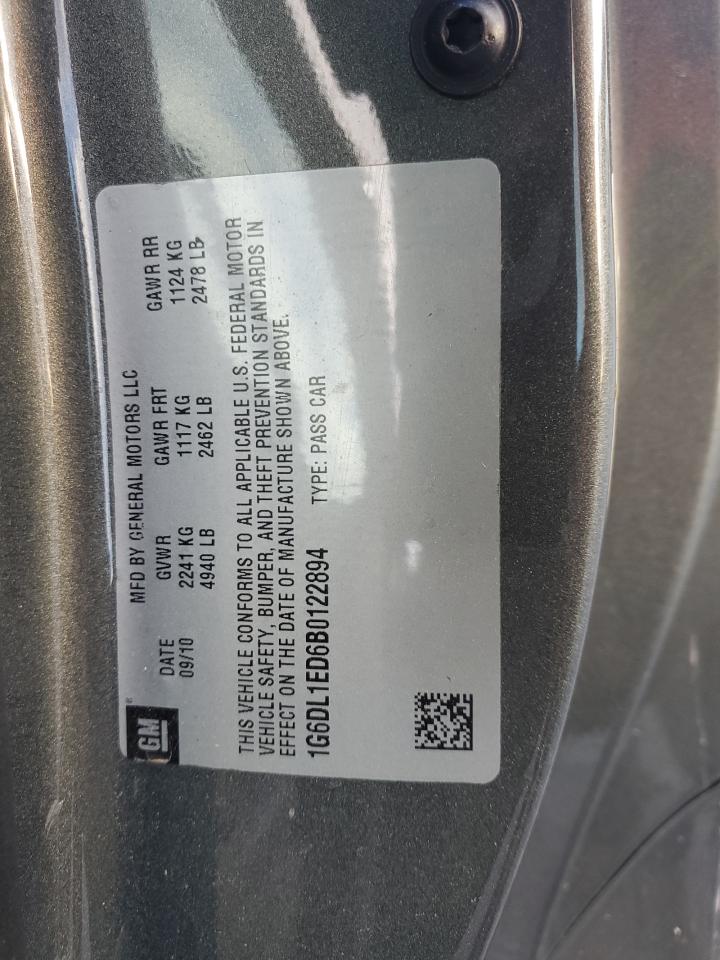 GM
MFD BY GENERAL MOTORS LLC
DATE GVWR GAWR FRT GAWR RR
09/10 2241 KG 1117 KG 1124 KG
4940 LB 2462 LB 2478 LB
THIS VEHICLE CONFORMS TO ALL APPLICABLE U.S. FEDERAL MOTOR
VEHICLE SAFETY, BUMPER, AND THEFT PREVENTION STANDARDS IN
EFFECT ON THE DATE OF MANUFACTURE SHOWN ABOVE.
1G6DL1ED6B0122894 TYPE: PASS CAR